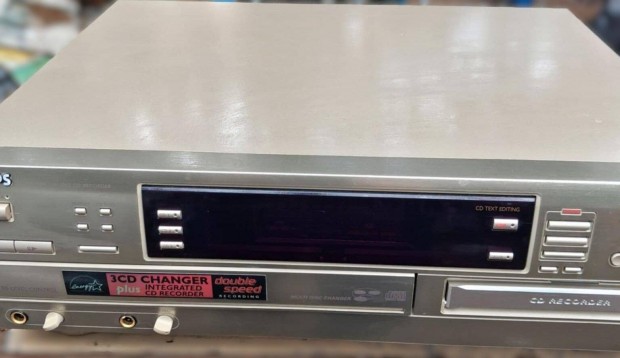 PS
CD TEXT EDITING
3CD CHANGER
plus INTEGRATED
CD RECORDER
double
speed
RECORDING
CD RECORDER